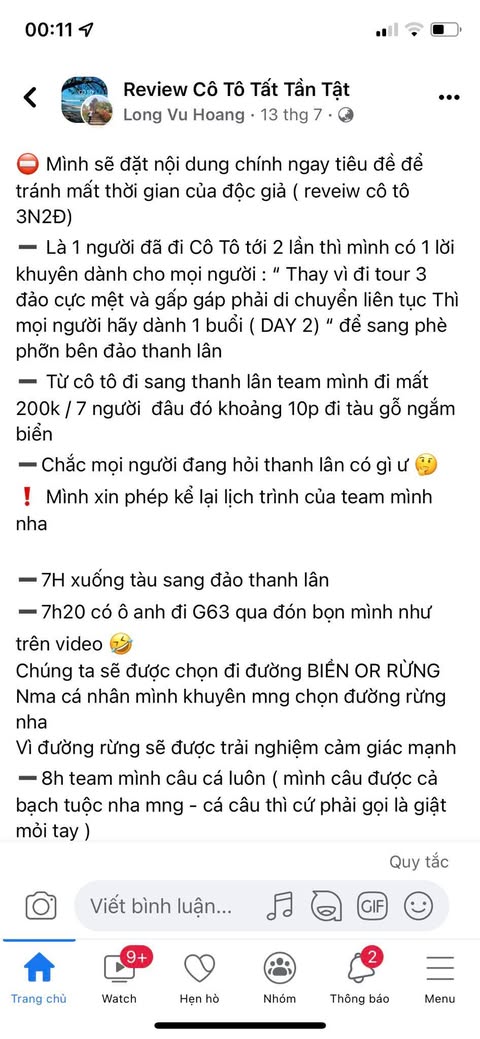 00:11
Review Cô Tô Tất Tần Tật
Long Vu Hoang · 13 thg 7 ·
⛔ Mình sẽ đặt nội dung chính ngay tiêu đề để
tránh mất thời gian của độc giả ( reveiw cô tô
3N2Đ)
➖ Là 1 người đã đi Cô Tô tới 2 lần thì mình có 1 lời
khuyên dành cho mọi người : “ Thay vì đi tour 3
đảo cực mệt và gấp gáp phải di chuyển liên tục Thì
mọi người hãy dành 1 buổi ( DAY 2) “ để sang phè
phỡn bên đảo thanh lân
➖ Từ cô tô đi sang thanh lân team mình đi mất
200k / 7 người đâu đó khoảng 10p đi tàu gỗ ngắm
biển
➖Chắc mọi người đang hỏi thanh lân có gì ư 🤔
❗ Mình xin phép kể lại lịch trình của team mình
nha
➖7H xuống tàu sang đảo thanh lân
➖7h20 có ô anh đi G63 qua đón bọn mình như
trên video 🤣
Chúng ta sẽ được chọn đi đường BIỂN OR RỪNG
Nma cá nhân mình khuyên mng chọn đường rừng
nha
Vì đường rừng sẽ được trải nghiệm cảm giác mạnh
➖8h team mình câu cá luôn ( mình câu được cả
bạch tuộc nha mng - cá câu thì cứ phải gọi là giật
mỏi tay )
Quy tắc
Viết bình luận...
GIF
9+
2
Trang chủ
Watch
Hẹn hò
Nhóm
Thông báo
Menu